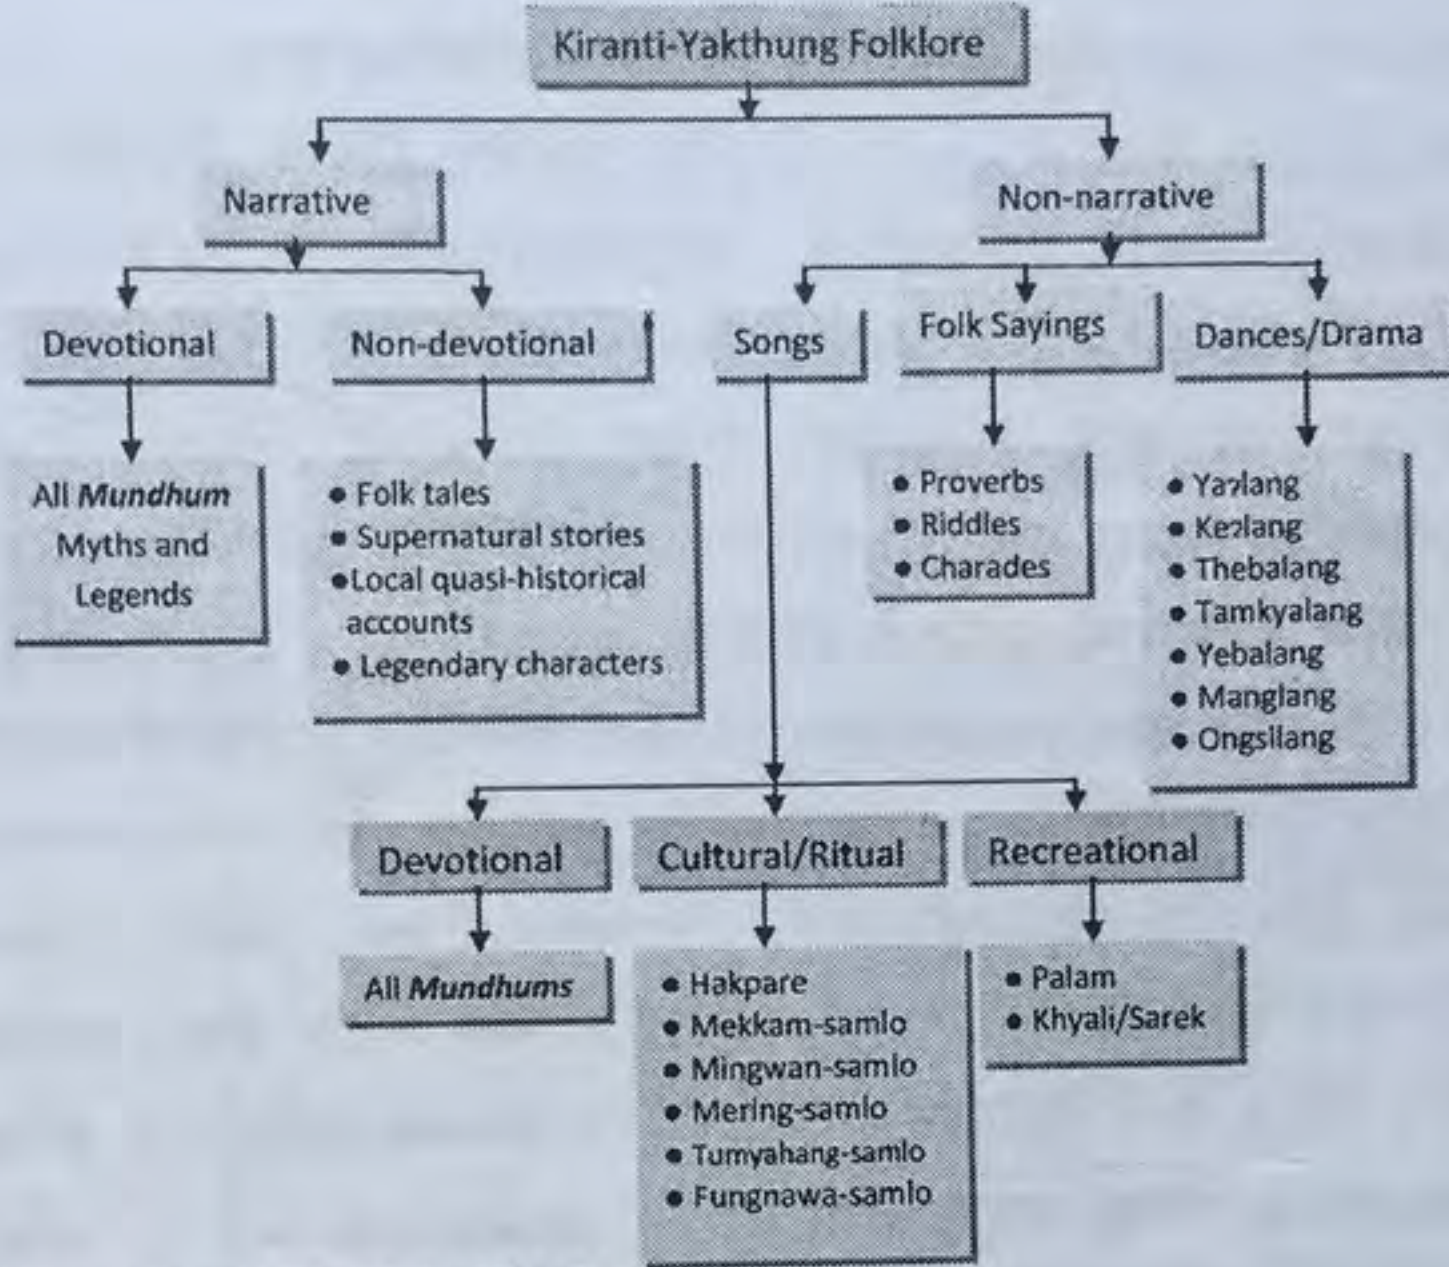 Kiranti-Yakthung Folklore
Narrative
Non-narrative
Devotional
Non-devotional
Songs
Folk Sayings
Dances/Drama
All Mundhum
Myths and
Legends
• Folk tales
• Supernatural stories
•Local quasi-historical
accounts
• Legendary characters
• Proverbs
• Riddles
• Charades
• Yaʔlang
• Keʔlang
• Thebalang
• Tamkyalang
• Yebalang
• Manglang
• Ongsilang
Devotional
Cultural/Ritual
Recreational
All Mundhums
• Hakpare
• Mekkam-samlo
• Mingwan-samlo
• Mering-samlo
• Tumyahang-samlo
• Fungnawa-samlo
• Palam
• Khyali/Sarek